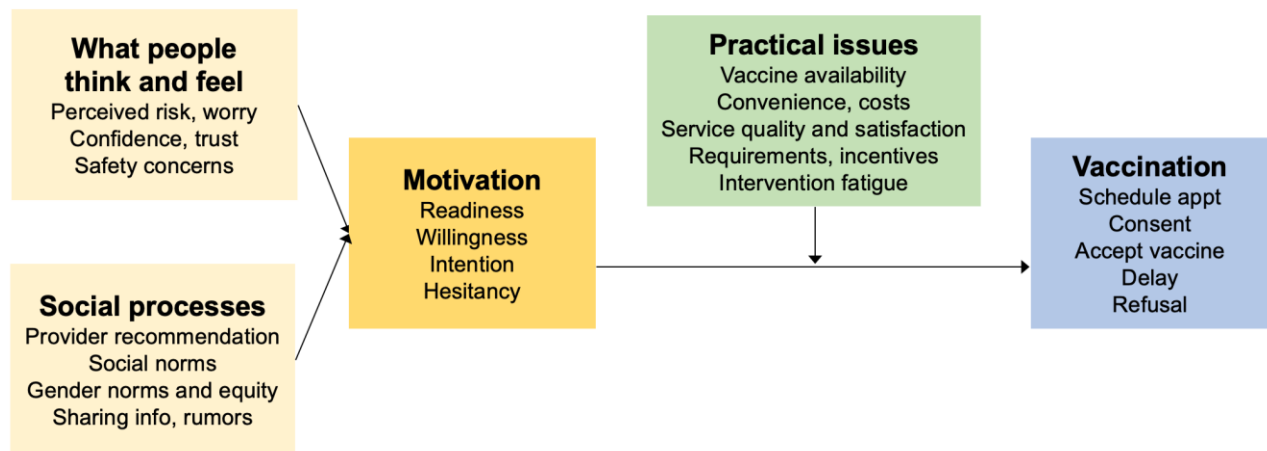 What people
think and feel
Perceived risk, worry
Confidence, trust
Safety concerns
Social processes
Provider recommendation
Social norms
Gender norms and equity
Sharing info, rumors
Motivation
Readiness
Willingness
Intention
Hesitancy
Practical issues
Vaccine availability
Convenience, costs
Service quality and satisfaction
Requirements, incentives
Intervention fatigue
Vaccination
Schedule appt
Consent
Accept vaccine
Delay
Refusal